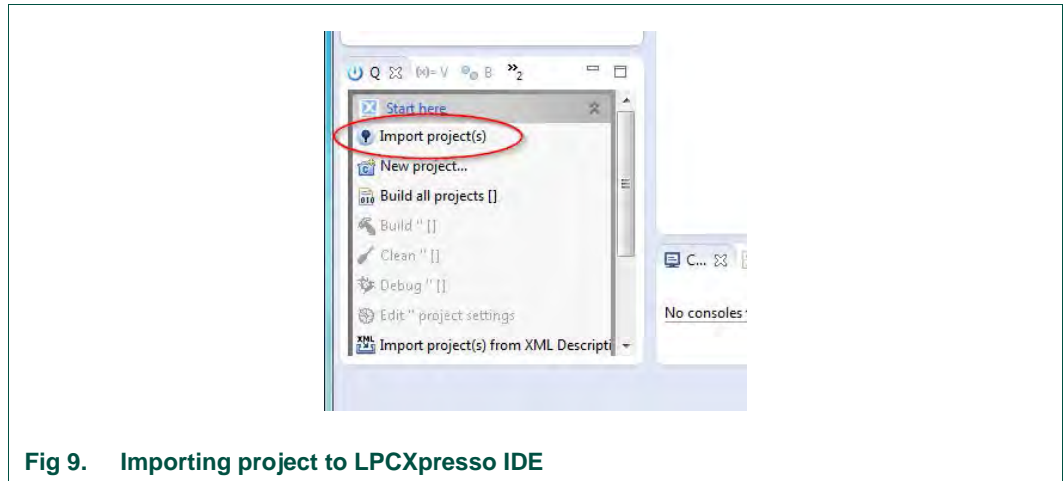 Q (x)= V B »2
Start here
Import project(s)
New project...
Build all projects []
Build '' []
Clean '' []
Debug '' []
Edit '' project settings
Import project(s) from XML Descripti
C...
No consoles
Fig 9. Importing project to LPCXpresso IDE